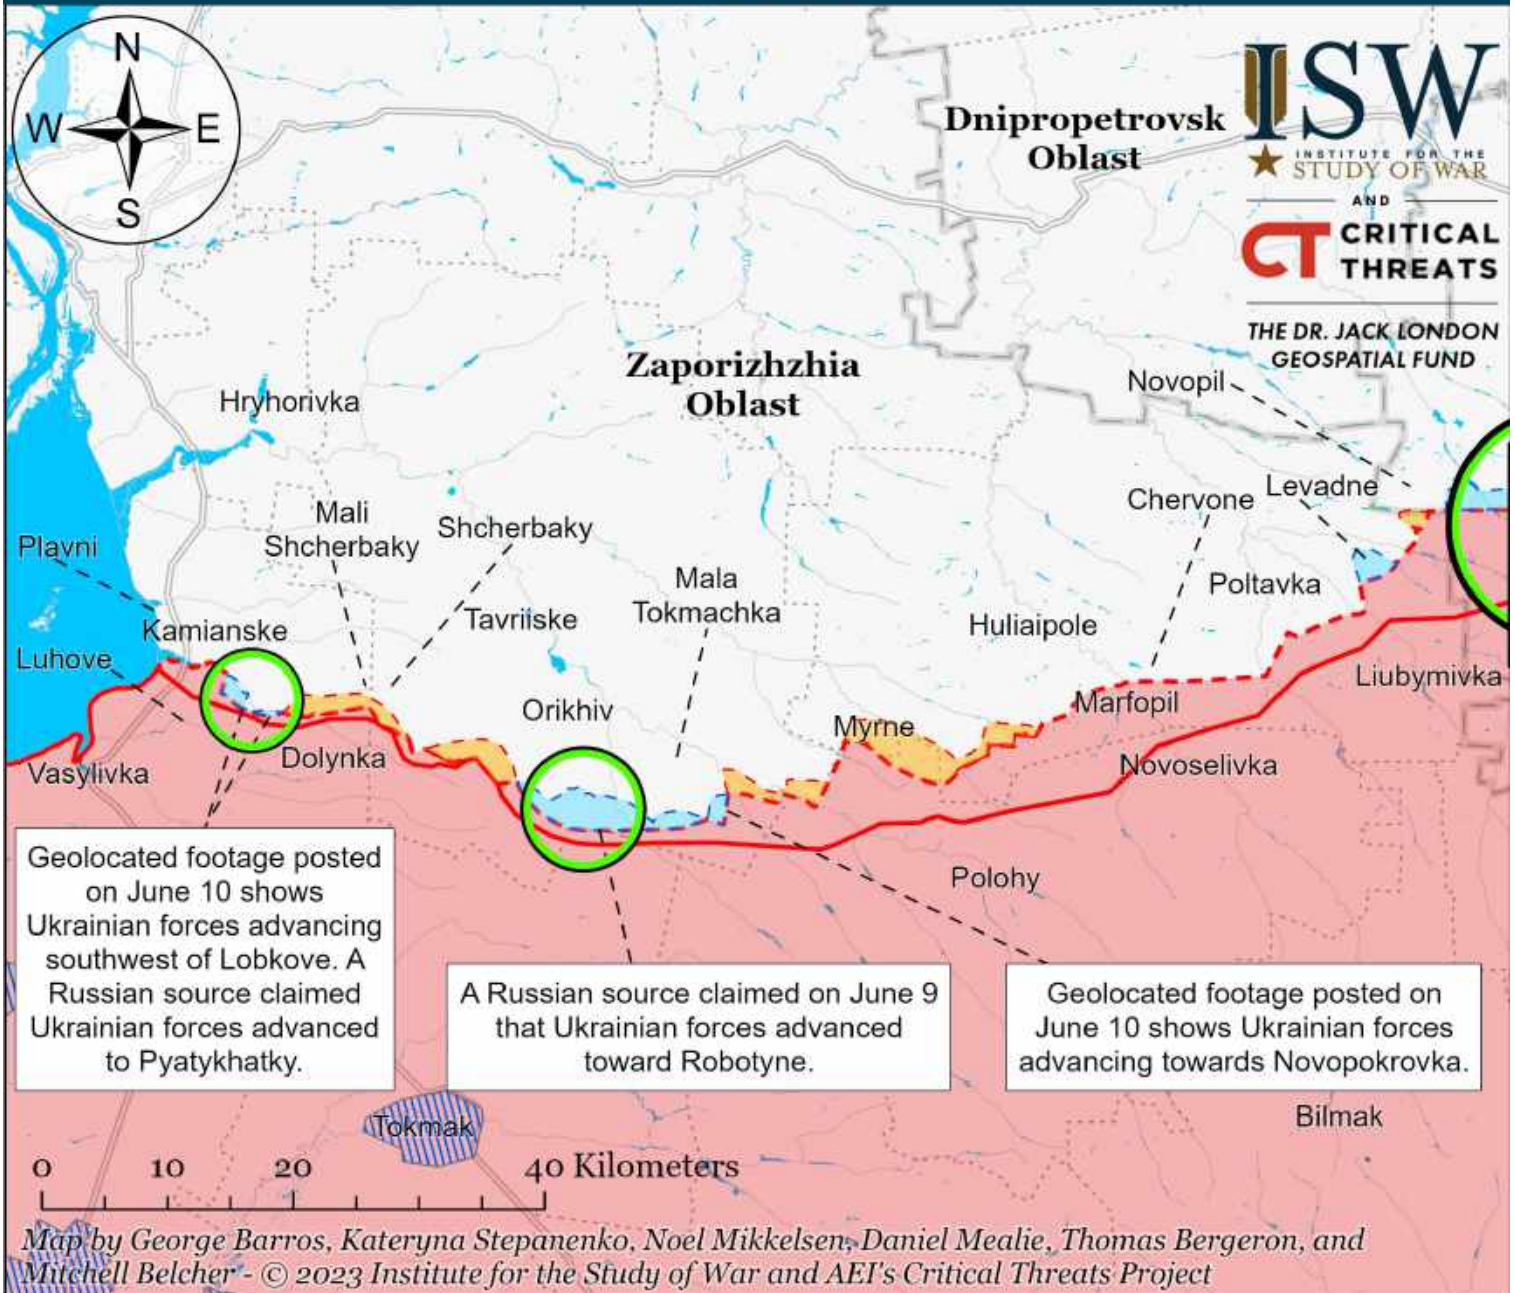 N
W
E
S
ISW
INSTITUTE FOR THE
STUDY OF WAR
AND
CT CRITICAL
THREATS
THE DR. JACK LONDON
GEOSPATIAL FUND
Dnipropetrovsk
Oblast
Zaporizhzhia
Oblast
Novopil
Hryhorivka
Levadne
Chervone
Mali
Shcherbaky
Shcherbaky
Plavni
Mala
Tokmachka
Poltavka
Tavriiske
Huliaipole
Kamianske
Luhove
Liubymivka
Marfopil
Orikhiv
Myrne
Dolynka
Vasylivka
Novoselivka
Polohy
Geolocated footage posted
on June 10 shows
Ukrainian forces advancing
southwest of Lobkove. A
Russian source claimed
Ukrainian forces advanced
to Pyatykhatky.
A Russian source claimed on June 9
that Ukrainian forces advanced
toward Robotyne.
Geolocated footage posted on
June 10 shows Ukrainian forces
advancing towards Novopokrovka.
Bilmak
Tokmak
0 10 20 40 Kilometers
Map by George Barros, Kateryna Stepanenko, Noel Mikkelsen, Daniel Mealie, Thomas Bergeron, and
Mitchell Belcher - © 2023 Institute for the Study of War and AEI's Critical Threats Project